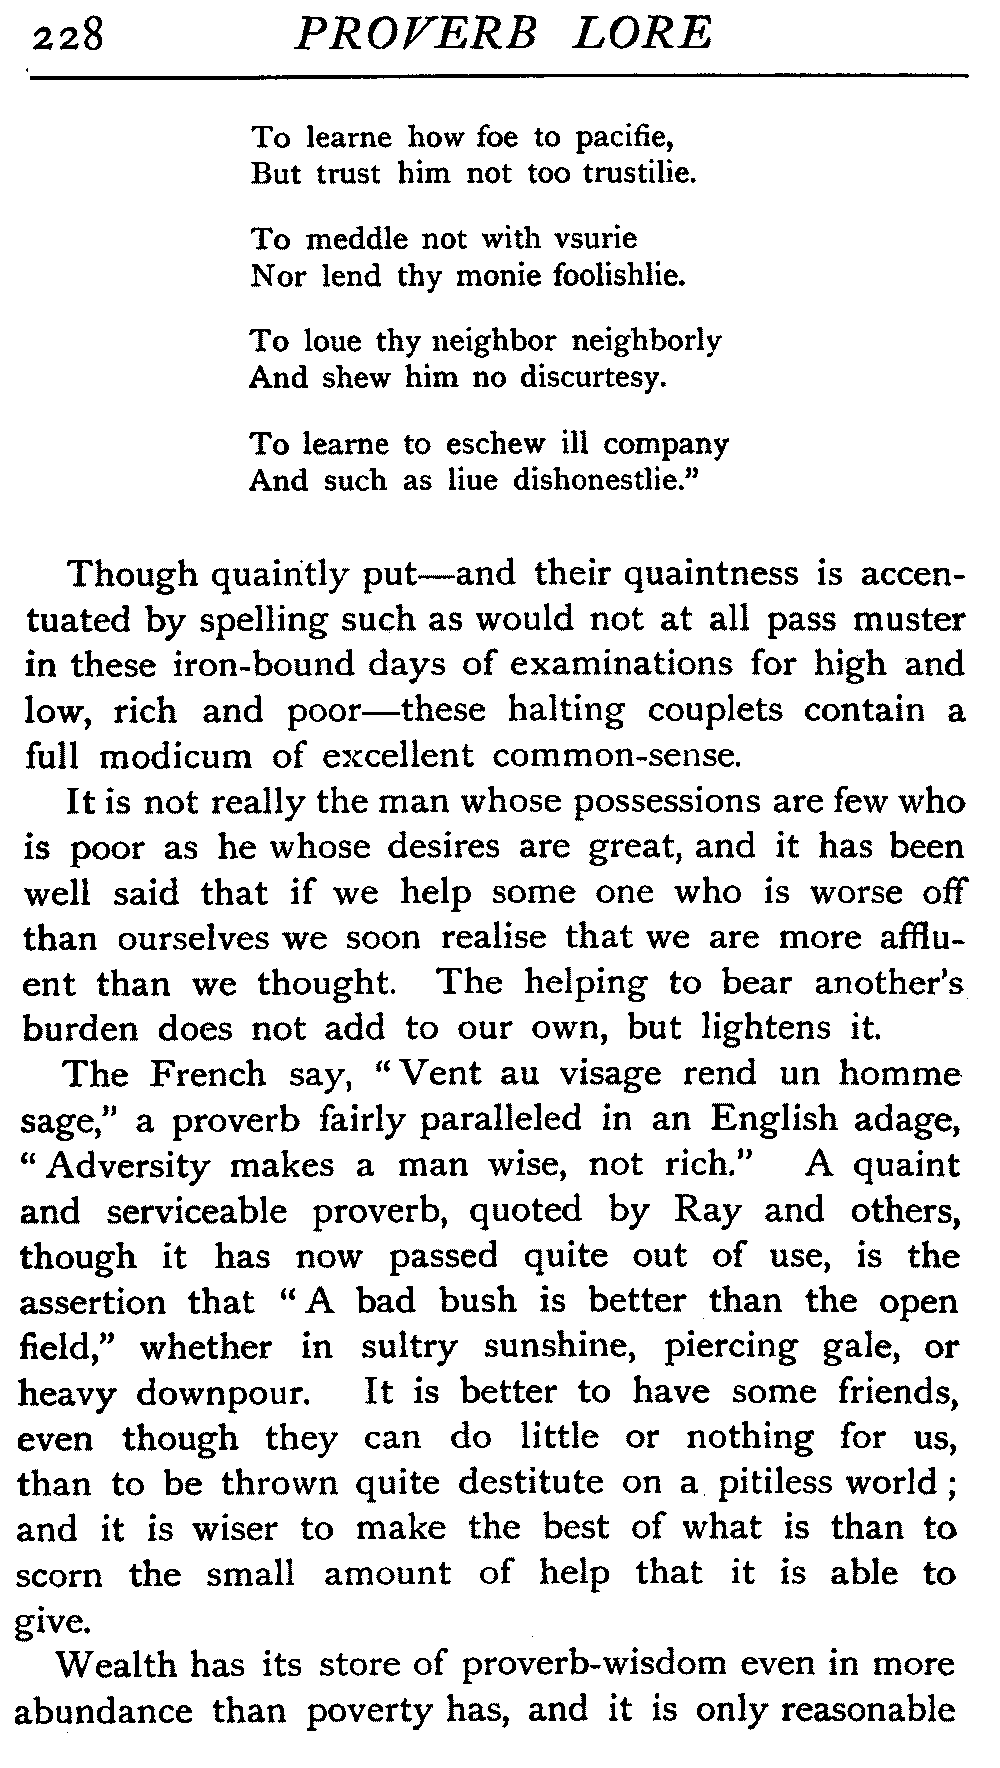 228 PROVERB LORE
To learne how foe to pacifie,
But trust him not too trustilie.
To meddle not with vsurie
Nor lend thy monie foolishlie.
To loue thy neighbor neighborly
And shew him no discurtesy.
To learne to eschew ill company
And such as liue dishonestlie."
Though quaintly put—and their quaintness is accen-
tuated by spelling such as would not at all pass muster
in these iron-bound days of examinations for high and
low, rich and poor—these halting couplets contain a
full modicum of excellent common-sense.
It is not really the man whose possessions are few who
is poor as he whose desires are great, and it has been
well said that if we help some one who is worse off
than ourselves we soon realise that we are more afflu-
ent than we thought. The helping to bear another's
burden does not add to our own, but lightens it.
The French say, "Vent au visage rend un homme
sage," a proverb fairly paralleled in an English adage,
"Adversity makes a man wise, not rich." A quaint
and serviceable proverb, quoted by Ray and others,
though it has now passed quite out of use, is the
assertion that "A bad bush is better than the open
field," whether in sultry sunshine, piercing gale, or
heavy downpour. It is better to have some friends,
even though they can do little or nothing for us,
than to be thrown quite destitute on a pitiless world;
and it is wiser to make the best of what is than to
scorn the small amount of help that it is able to
give.
Wealth has its store of proverb-wisdom even in more
abundance than poverty has, and it is only reasonable